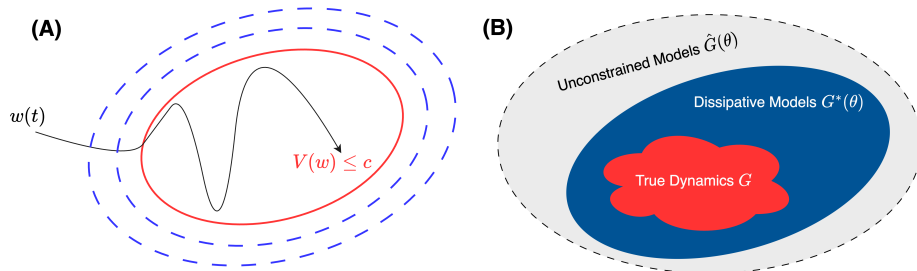 (A)
w(t)
V(w) ≤ c
(B)
Unconstrained Models Ĝ(θ)
Dissipative Models G*(θ)
True Dynamics G